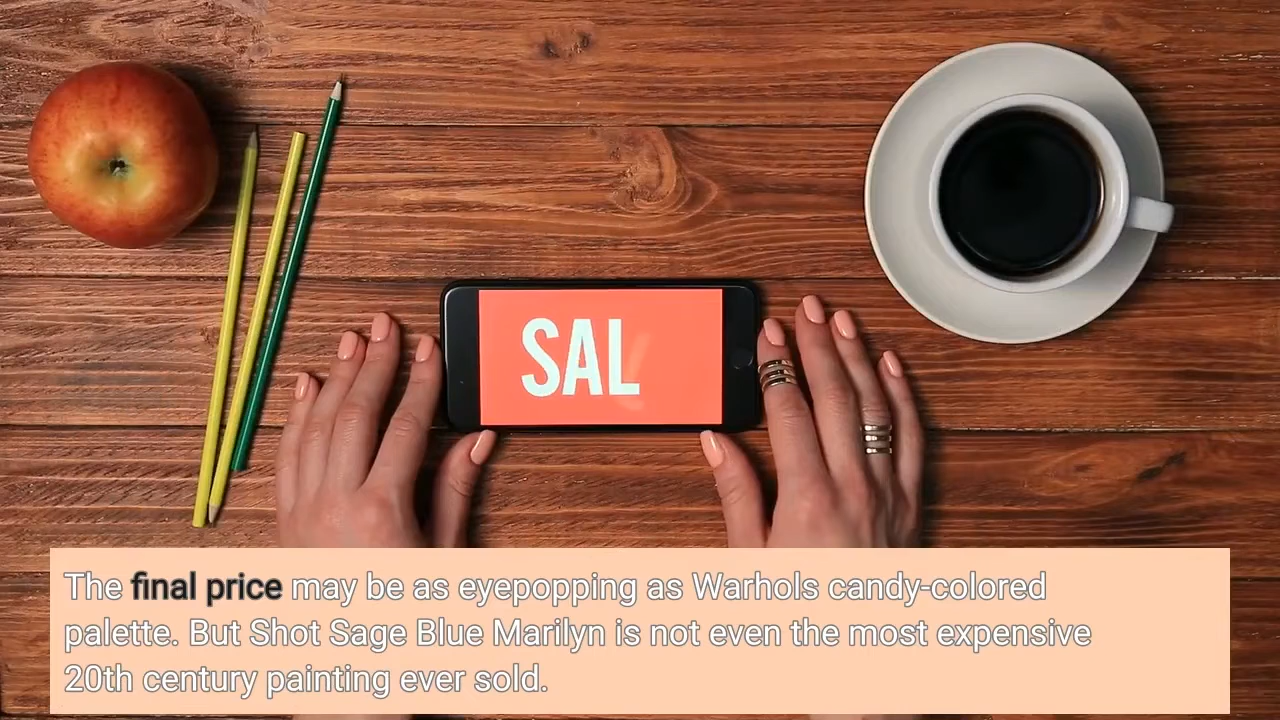 SAL
The final price may be as eyepopping as Warhols candy-colored
palette. But Shot Sage Blue Marilyn is not even the most expensive
20th century painting ever sold.